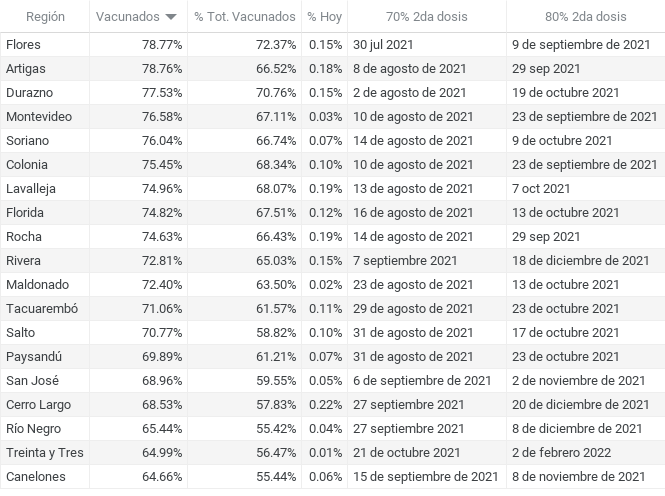 Región Vacunados % Tot. Vacunados % Hoy 70% 2da dosis 80% 2da dosis
Flores 78.77% 72.37% 0.15% 30 jul 2021 9 de septiembre de 2021
Artigas 78.76% 66.52% 0.18% 8 de agosto de 2021 29 sep 2021
Durazno 77.53% 70.76% 0.15% 2 de agosto de 2021 19 de octubre de 2021
Montevideo 76.58% 67.11% 0.03% 10 de agosto de 2021 23 de septiembre de 2021
Soriano 76.04% 66.74% 0.07% 14 de agosto de 2021 9 de octubre de 2021
Colonia 75.45% 68.34% 0.10% 10 de agosto de 2021 23 de septiembre de 2021
Lavalleja 74.96% 68.07% 0.19% 13 de agosto de 2021 7 oct 2021
Florida 74.82% 67.51% 0.12% 16 de agosto de 2021 13 de octubre de 2021
Rocha 74.63% 66.43% 0.19% 14 de agosto de 2021 29 sep 2021
Rivera 72.81% 65.03% 0.15% 7 septiembre 2021 18 de diciembre de 2021
Maldonado 72.40% 63.50% 0.02% 23 de agosto de 2021 13 de octubre de 2021
Tacuarembó 71.06% 61.57% 0.11% 29 de agosto de 2021 23 de octubre de 2021
Salto 70.77% 58.82% 0.10% 31 de agosto de 2021 17 de octubre de 2021
Paysandú 69.89% 61.21% 0.07% 31 de agosto de 2021 23 de octubre de 2021
San José 68.96% 59.55% 0.05% 6 de septiembre de 2021 2 de noviembre de 2021
Cerro Largo 68.53% 57.83% 0.22% 27 septiembre 2021 20 de diciembre de 2021
Río Negro 65.44% 55.42% 0.04% 27 septiembre 2021 8 de diciembre de 2021
Treinta y Tres 64.99% 56.47% 0.01% 21 de octubre de 2021 2 de febrero 2022
Canelones 64.66% 55.44% 0.06% 15 de septiembre de 2021 8 de noviembre de 2021